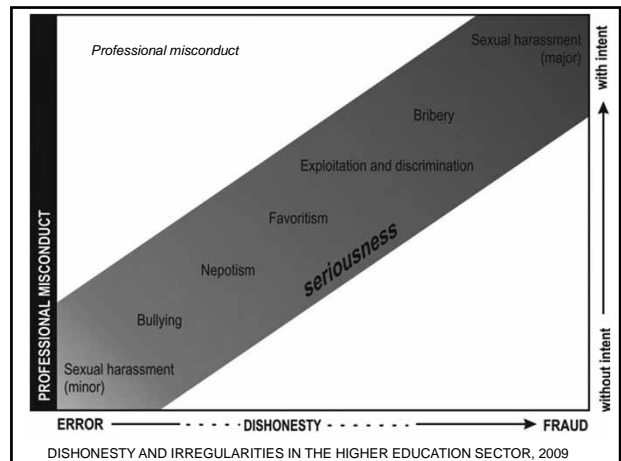 Professional misconduct
Sexual harassment
(major)
Bribery
Exploitation and discrimination
Favoritism
Nepotism
seriousness
Bullying
Sexual harassment
(minor)
PROFESSIONAL MISCONDUCT
with intent
without intent
ERROR DISHONESTY FRAUD
DISHONESTY AND IRREGULARITIES IN THE HIGHER EDUCATION SECTOR, 2009